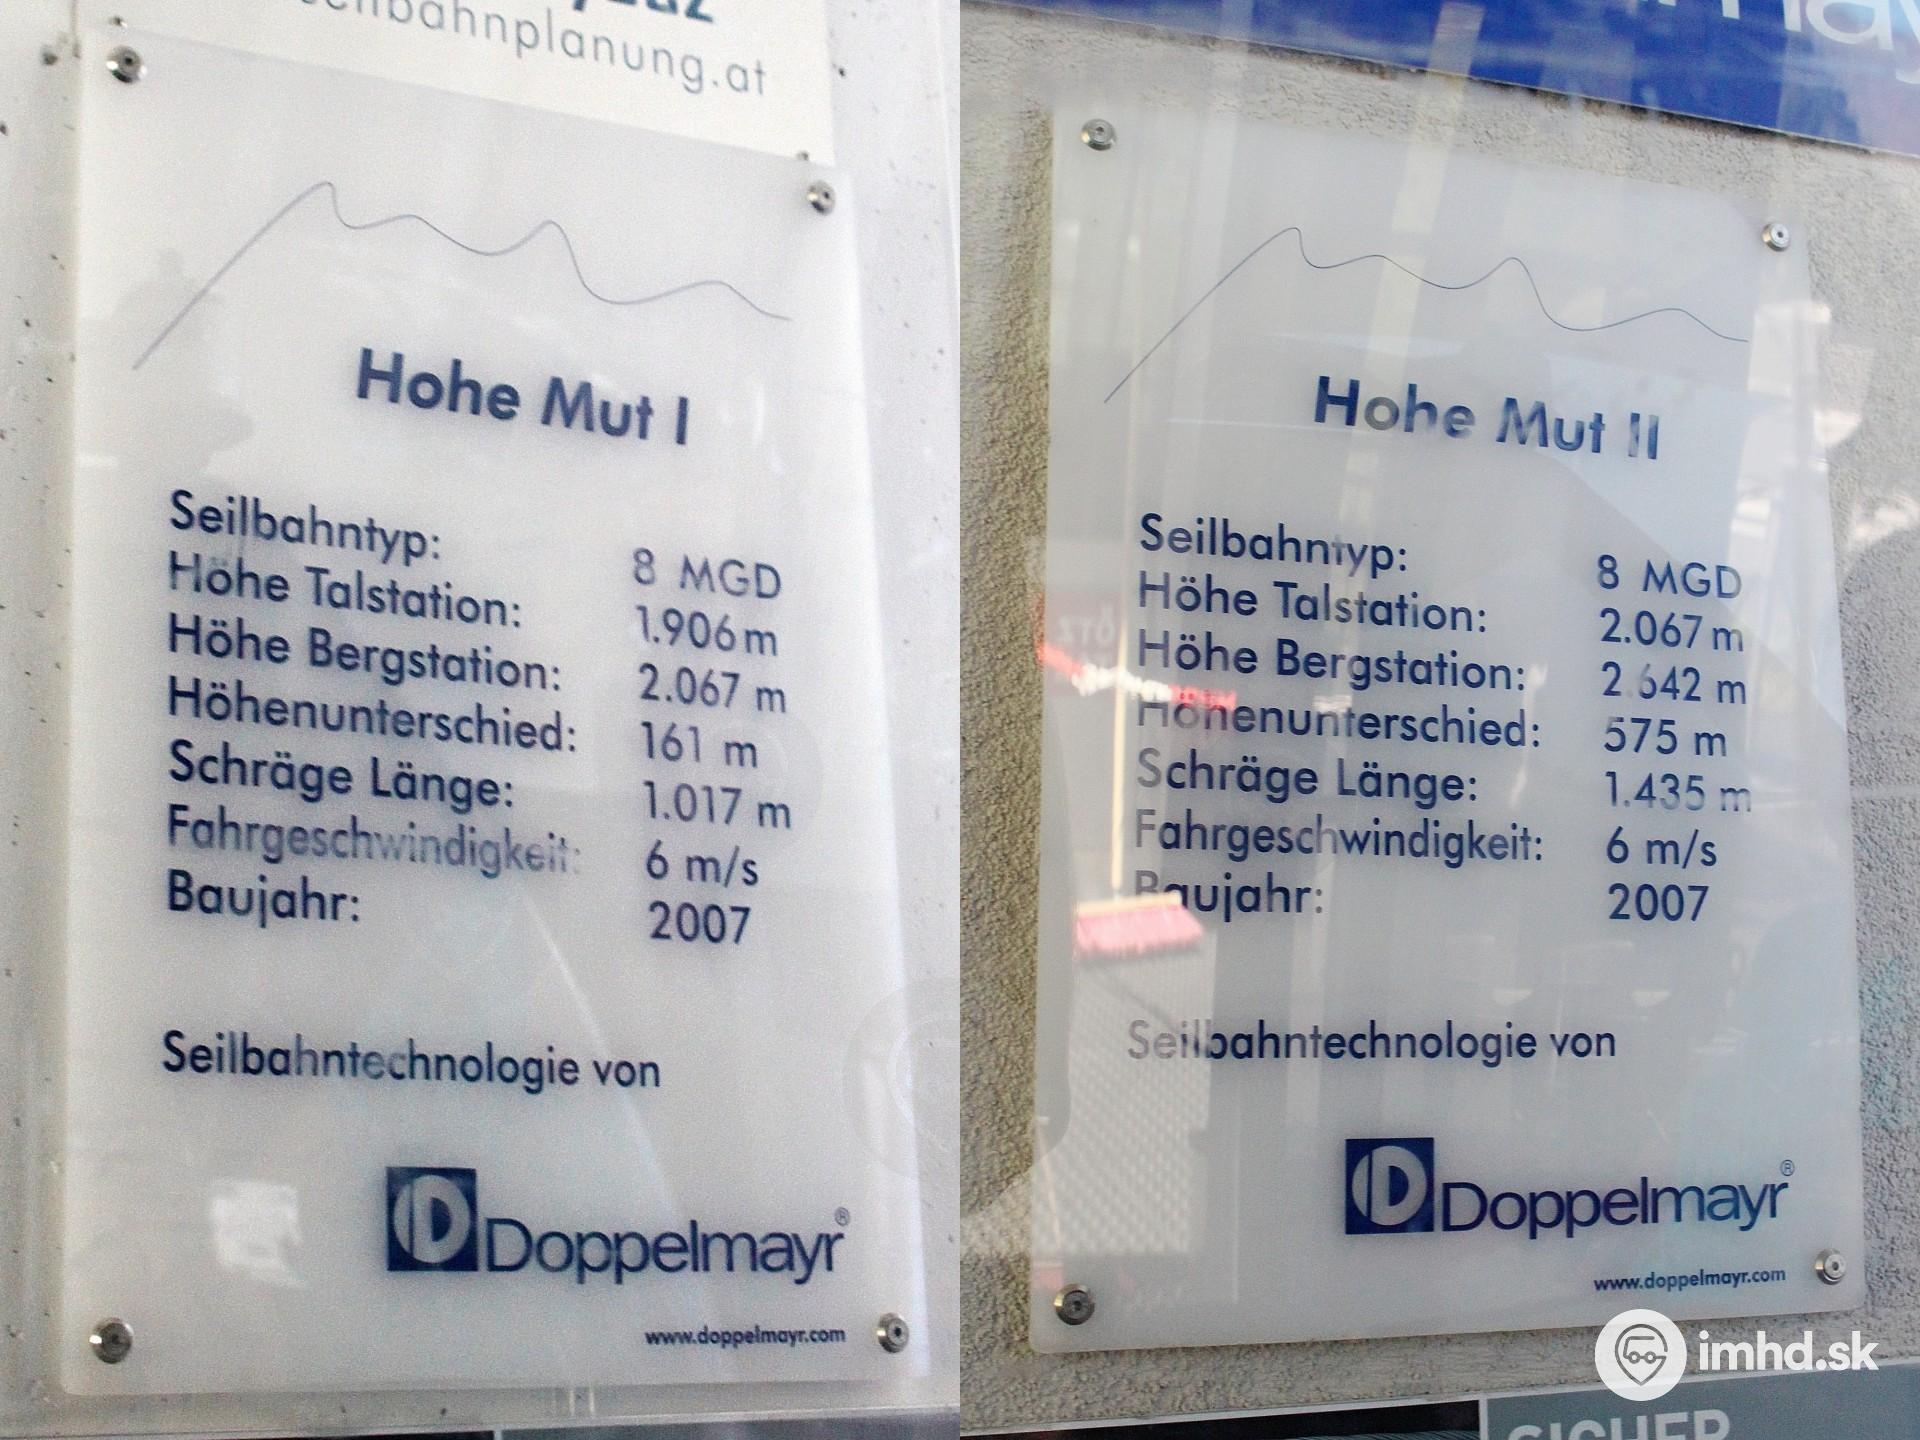 seilbahnplanung.at
Hohe Mut I
Seilbahntyp: 8 MGD
Höhe Talstation: 1.906 m
Höhe Bergstation: 2.067 m
Höhenunterschied: 161 m
Schräge Länge: 1.017 m
Fahrgeschwindigkeit: 6 m/s
Baujahr: 2007
Seilbahntechnologie von
Doppelmayr®
www.doppelmayr.com
Hohe Mut II
Seilbahntyp: 8 MGD
Höhe Talstation: 2.067 m
Höhe Bergstation: 2.642 m
Höhenunterschied: 575 m
Schräge Länge: 1.435 m
Fahrgeschwindigkeit: 6 m/s
Baujahr: 2007
Seilbahntechnologie von
Doppelmayr®
www.doppelmayr.com
imhd.sk
SICHER